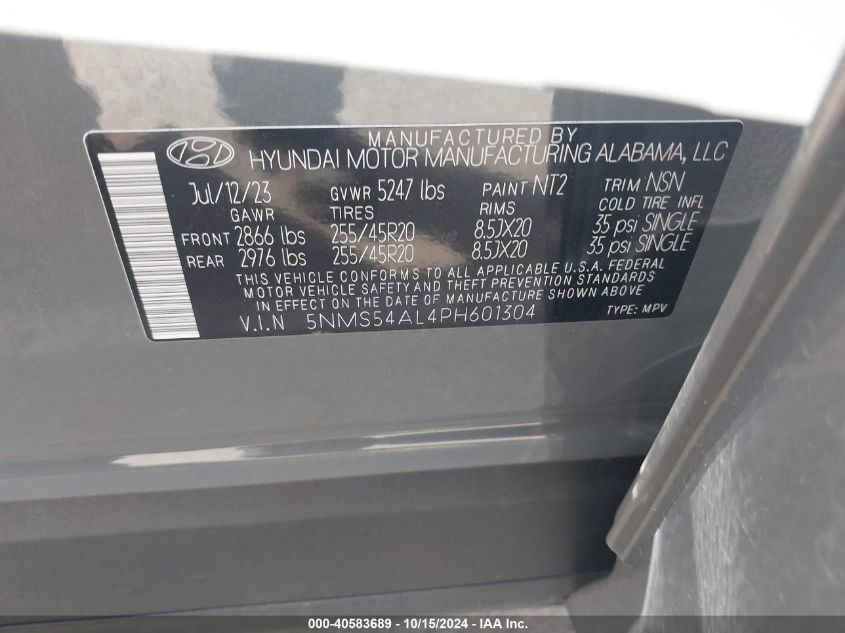 MANUFACTURED BY
HYUNDAI MOTOR MANUFACTURING ALABAMA, LLC
Jul/12/23 GVWR 5247 lbs PAINT NT2 TRIM NSN
GAWR TIRES RIMS COLD TIRE INFL
FRONT 2866 lbs 255/45R20 8.5JX20 35 psi SINGLE
REAR 2976 lbs 255/45R20 8.5JX20 35 psi SINGLE
THIS VEHICLE CONFORMS TO ALL APPLICABLE U.S.A. FEDERAL
MOTOR VEHICLE SAFETY AND THEFT PREVENTION STANDARDS
IN EFFECT ON THE DATE OF MANUFACTURE SHOWN ABOVE
V.I.N 5NMS54AL4PH601304 TYPE: MPV
000-40583689 - 10/15/2024 - IAA Inc.